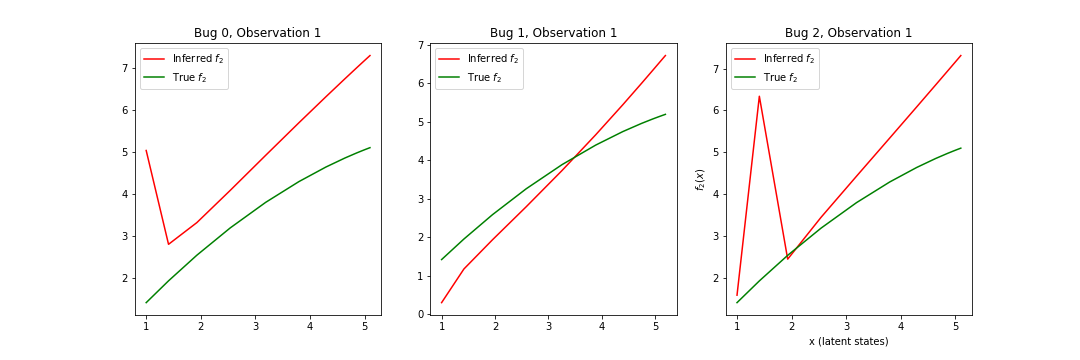 Bug 0, Observation 1
Inferred f₂
True f₂
7
6
5
4
3
2
1 2 3 4 5
Bug 1, Observation 1
Inferred f₂
True f₂
7
6
5
4
3
2
1
0
1 2 3 4 5
Bug 2, Observation 1
Inferred f₂
True f₂
f₂(x)
7
6
5
4
3
2
1 2 3 4 5
x (latent states)